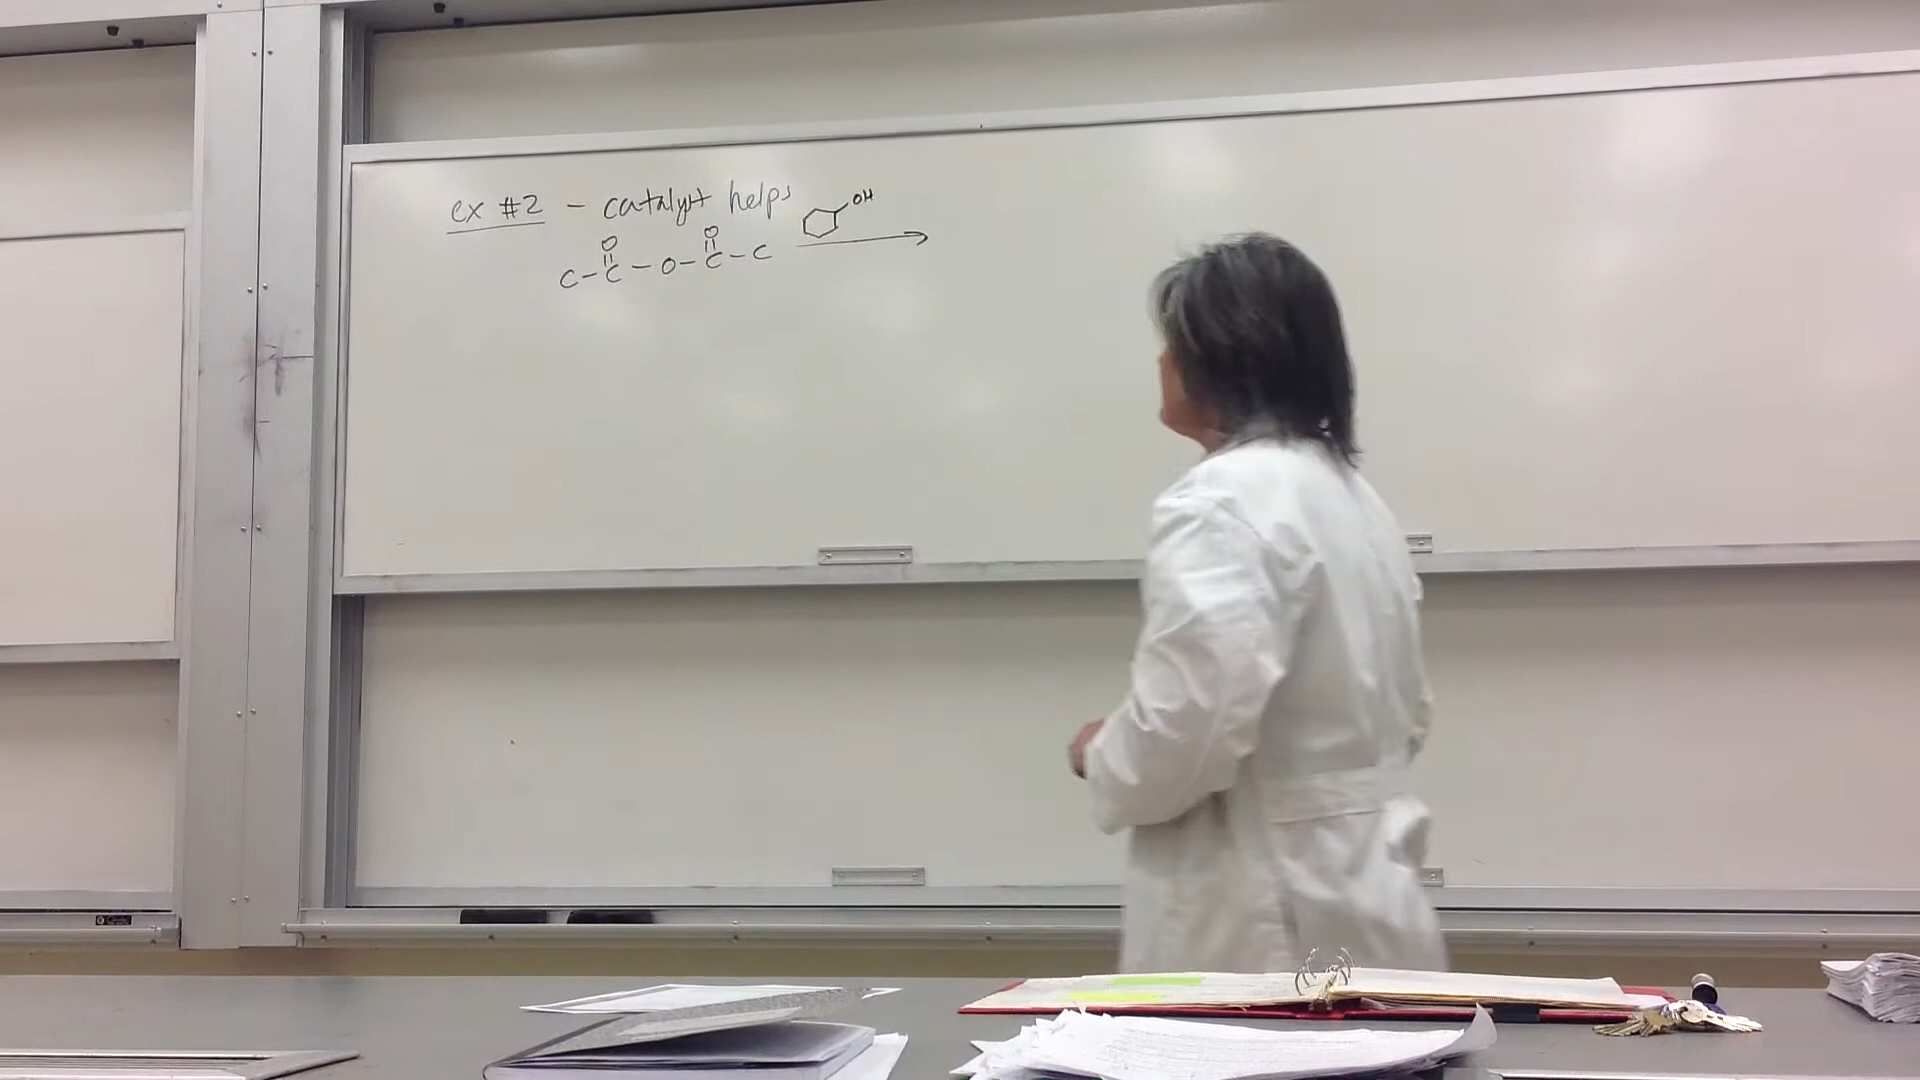 ex #2 - catalyst helps
OH
O O
C-C-O-C-C